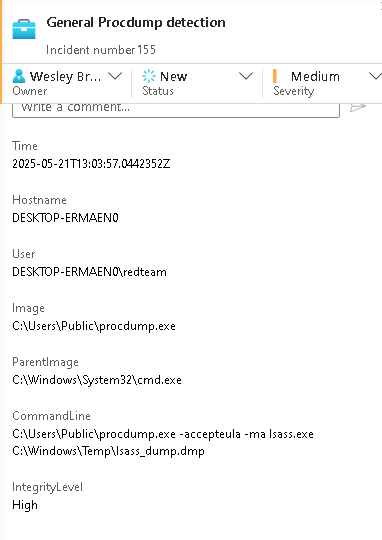 General Procdump detection
Incident number 155
Wesley Br...
Owner
New
Status
Medium
Severity
Write a comment...
Time
2025-05-21T13:03:57.0442352Z
Hostname
DESKTOP-ERMAEN0
User
DESKTOP-ERMAEN0\redteam
Image
C:\Users\Public\procdump.exe
ParentImage
C:\Windows\System32\cmd.exe
CommandLine
C:\Users\Public\procdump.exe -accepteula -ma lsass.exe
C:\Windows\Temp\lsass_dump.dmp
IntegrityLevel
High